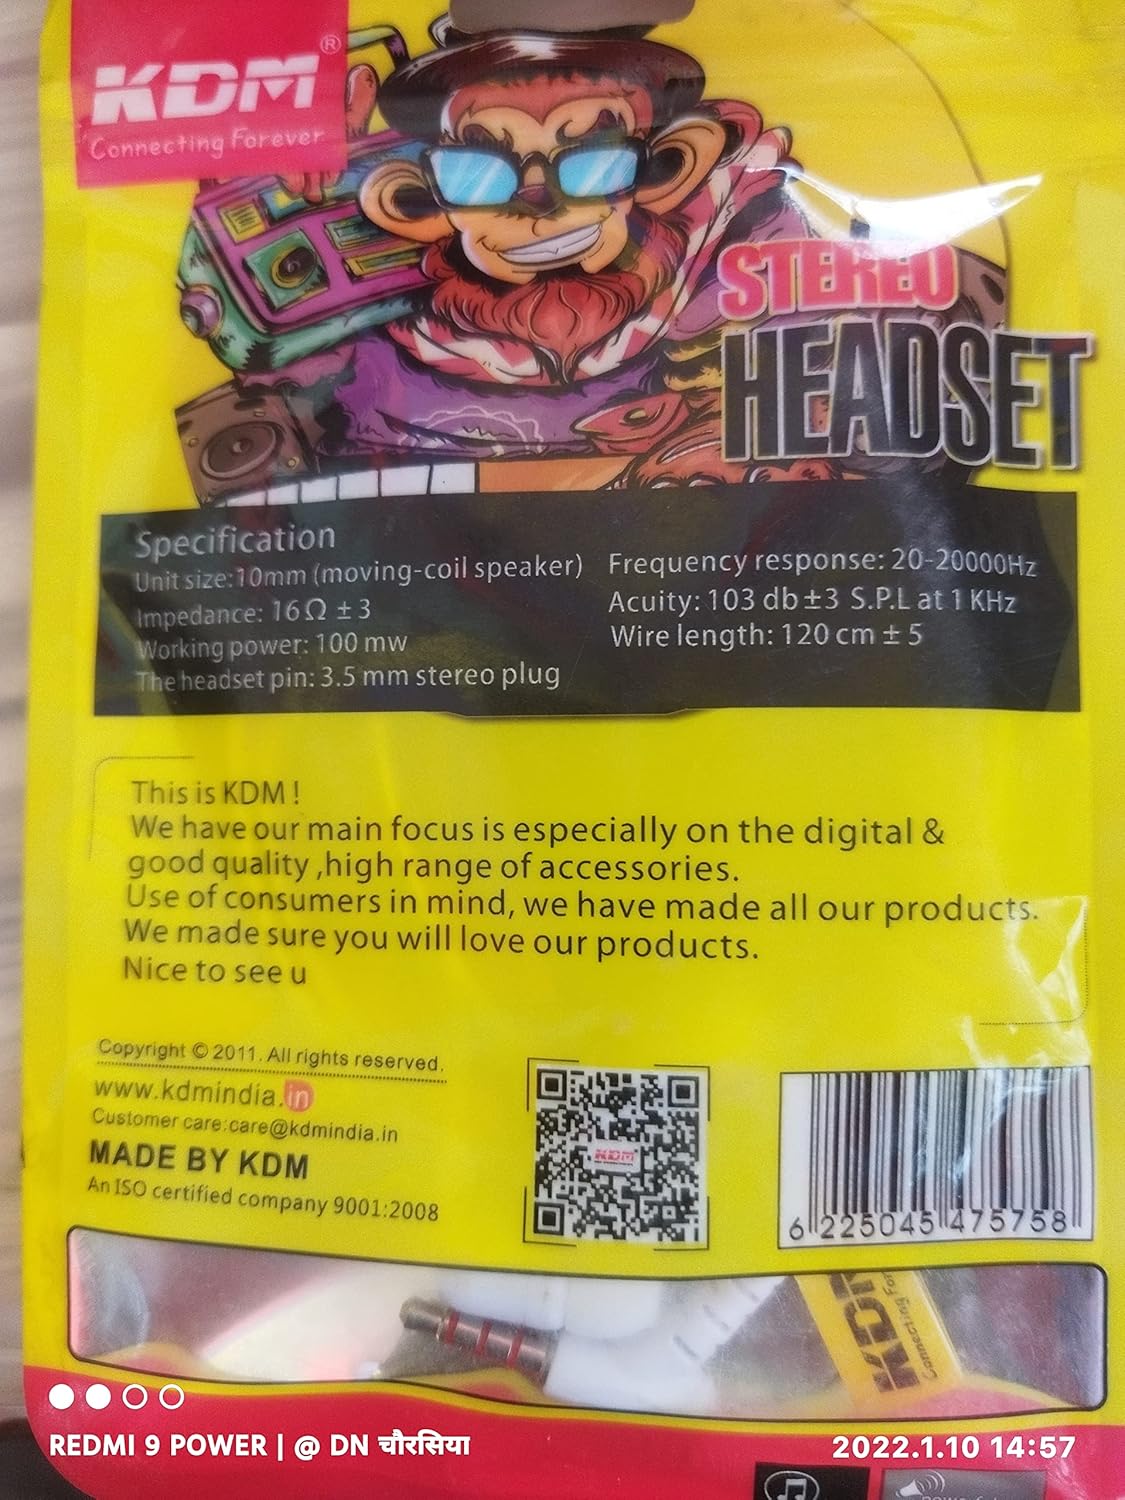 KDM®
Connecting Forever
STEREO
HEADSET
Specification
Unit size:10mm (moving-coil speaker)
Impedance: 16Ω ±3
Working power: 100 mw
The headset pin: 3.5 mm stereo plug
Frequency response: 20-20000Hz
Acuity: 103 db±3 S.P.L at 1 KHz
Wire length: 120 cm ± 5
This is KDM !
We have our main focus is especially on the digital &
good quality ,high range of accessories.
Use of consumers in mind, we have made all our products.
We made sure you will love our products.
Nice to see u
Copyright © 2011. All rights reserved.
www.kdmindia.in
Customer care:care@kdmindia.in
MADE BY KDM
An ISO certified company 9001:2008
KDM
6 225045 475758
KDM
Connecting For
REDMI 9 POWER | @ DN चौरसिया
2022.1.10 14:57